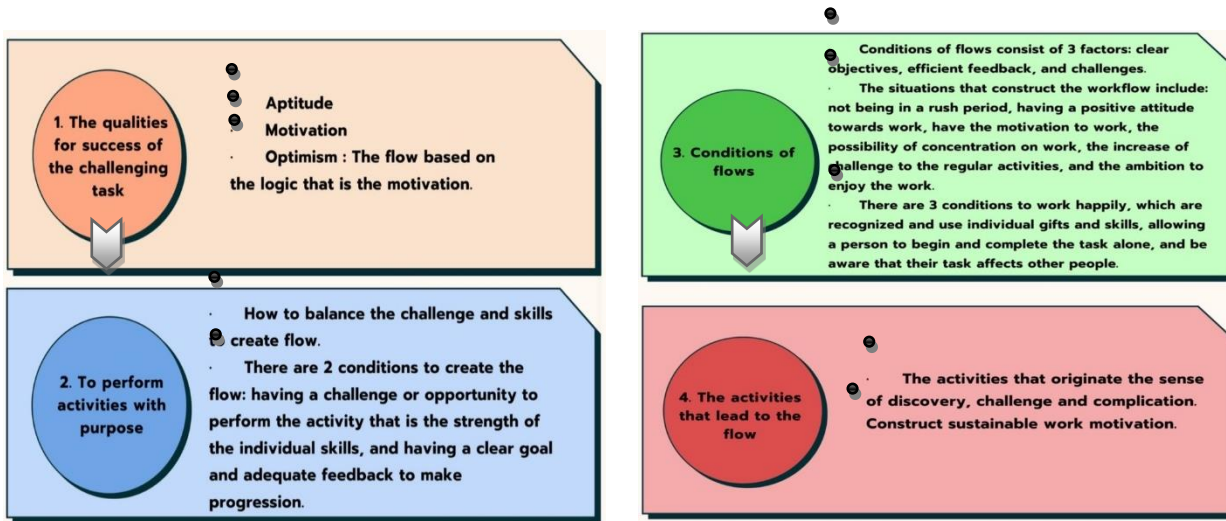 1. The qualities
for success of
the challenging
task
· Aptitude
· Motivation
· Optimism : The flow based on
the logic that is the motivation.
2. To perform
activities with
purpose
· How to balance the challenge and skills
to create flow.
· There are 2 conditions to create the
flow: having a challenge or opportunity to
perform the activity that is the strength of
the individual skills, and having a clear goal
and adequate feedback to make
progression.
3. Conditions of
flows
· Conditions of flows consist of 3 factors: clear
objectives, efficient feedback, and challenges.
· The situations that construct the workflow include:
not being in a rush period, having a positive attitude
towards work, have the motivation to work, the
possibility of concentration on work, the increase of
challenge to the regular activities, and the ambition to
enjoy the work.
· There are 3 conditions to work happily, which are
recognized and use individual gifts and skills, allowing
a person to begin and complete the task alone, and be
aware that their task affects other people.
4. The activities
that lead to the
flow
· The activities that originate the sense
of discovery, challenge and complication.
Construct sustainable work motivation.